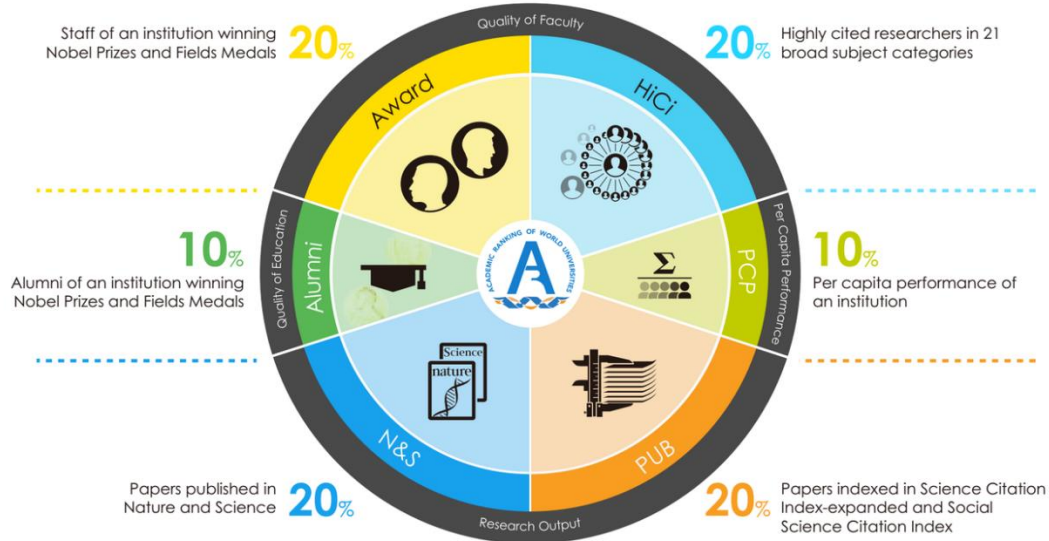 Quality of Faculty
Staff of an institution winning
Nobel Prizes and Fields Medals
20%
20%
Highly cited researchers in 21
broad subject categories
Award
HiCi
Quality of Education
Alumni
10%
Alumni of an institution winning
Nobel Prizes and Fields Medals
ACADEMIC RANKING OF WORLD UNIVERSITIES
A
Σ
PCP
Per Capita Performance
10%
Per capita performance of
an institution
Science
nature
N&S
PUB
Papers published in
Nature and Science
20%
Research Output
20%
Papers indexed in Science Citation
Index-expanded and Social
Science Citation Index